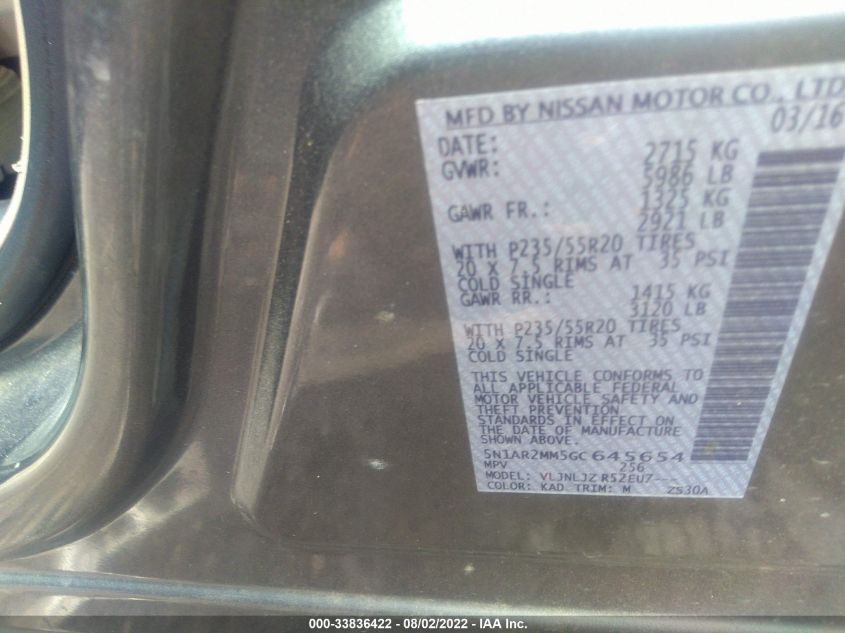 MFD BY NISSAN MOTOR CO., LTD
DATE: 03/16
GVWR: 2715 KG
5986 LB
GAWR FR.: 1325 KG
2921 LB
WITH P235/55R20 TIRES
20 X 7.5 RIMS AT 35 PSI
COLD SINGLE
GAWR RR.: 1415 KG
3120 LB
WITH P235/55R20 TIRES
20 X 7.5 RIMS AT 35 PSI
COLD SINGLE
THIS VEHICLE CONFORMS TO
ALL APPLICABLE FEDERAL
MOTOR VEHICLE SAFETY AND
THEFT PREVENTION
STANDARDS IN EFFECT ON
THE DATE OF MANUFACTURE
SHOWN ABOVE.
5N1AR2MM5GC645654
MPV 256
MODEL: VLJNLJZ R52EU7---
COLOR: KAD TRIM: M ZS30A
000-33836422 - 08/02/2022 - IAA Inc.